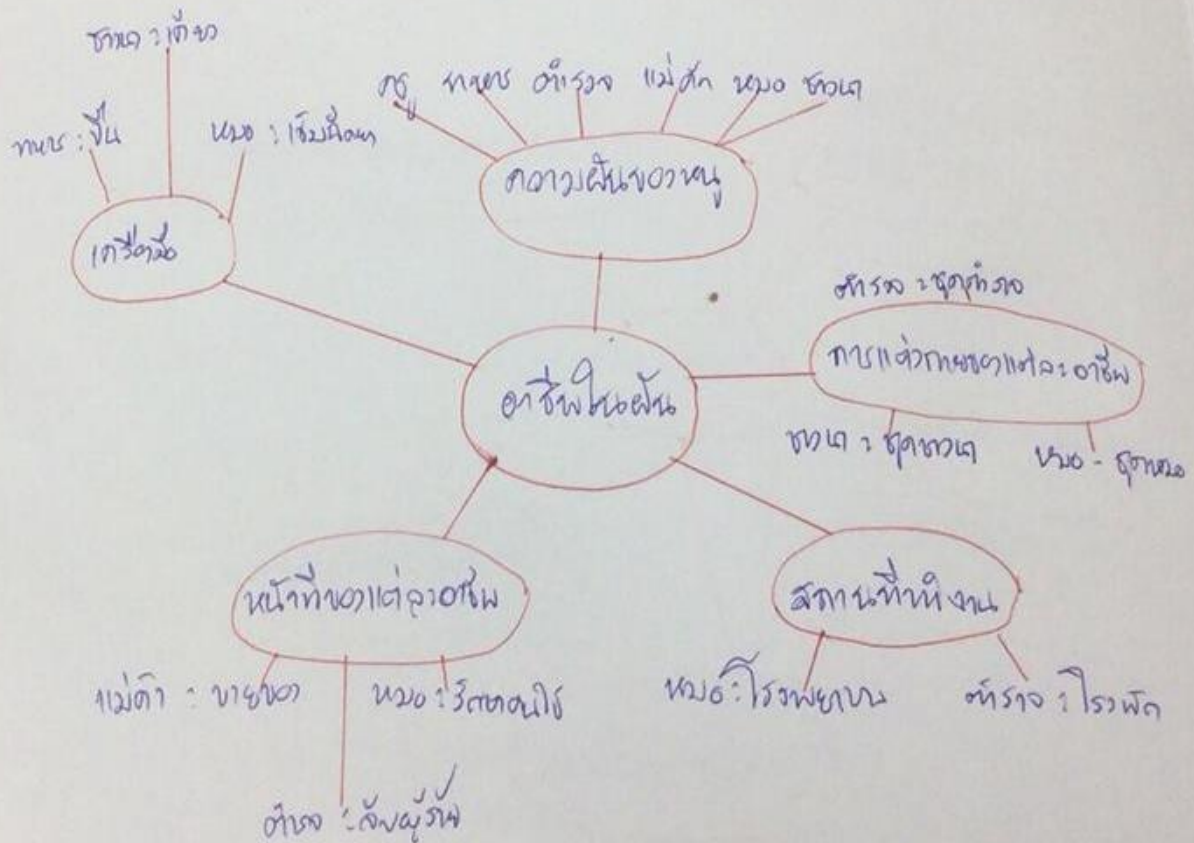 ชาวนา : เคียว
ครู ทหาร ตำรวจ แม่ค้า หมอ ชาวนา
ทหาร : ปืน
หมอ : เข็มฉีดยา
ความฝันของหนู
เครื่องมือ
ตำรวจ : ชุดตำรวจ
การแต่งกายของแต่ละอาชีพ
อาชีพในฝัน
ชาวนา : ชุดชาวนา
หมอ - ชุดหมอ
หน้าที่ของแต่ละอาชีพ
สถานที่ทำงาน
แม่ค้า : ขายของ
หมอ : รักษาคนไข้
หมอ : โรงพยาบาล
ตำรวจ : โรงพัก
ตำรวจ : จับผู้ร้าย